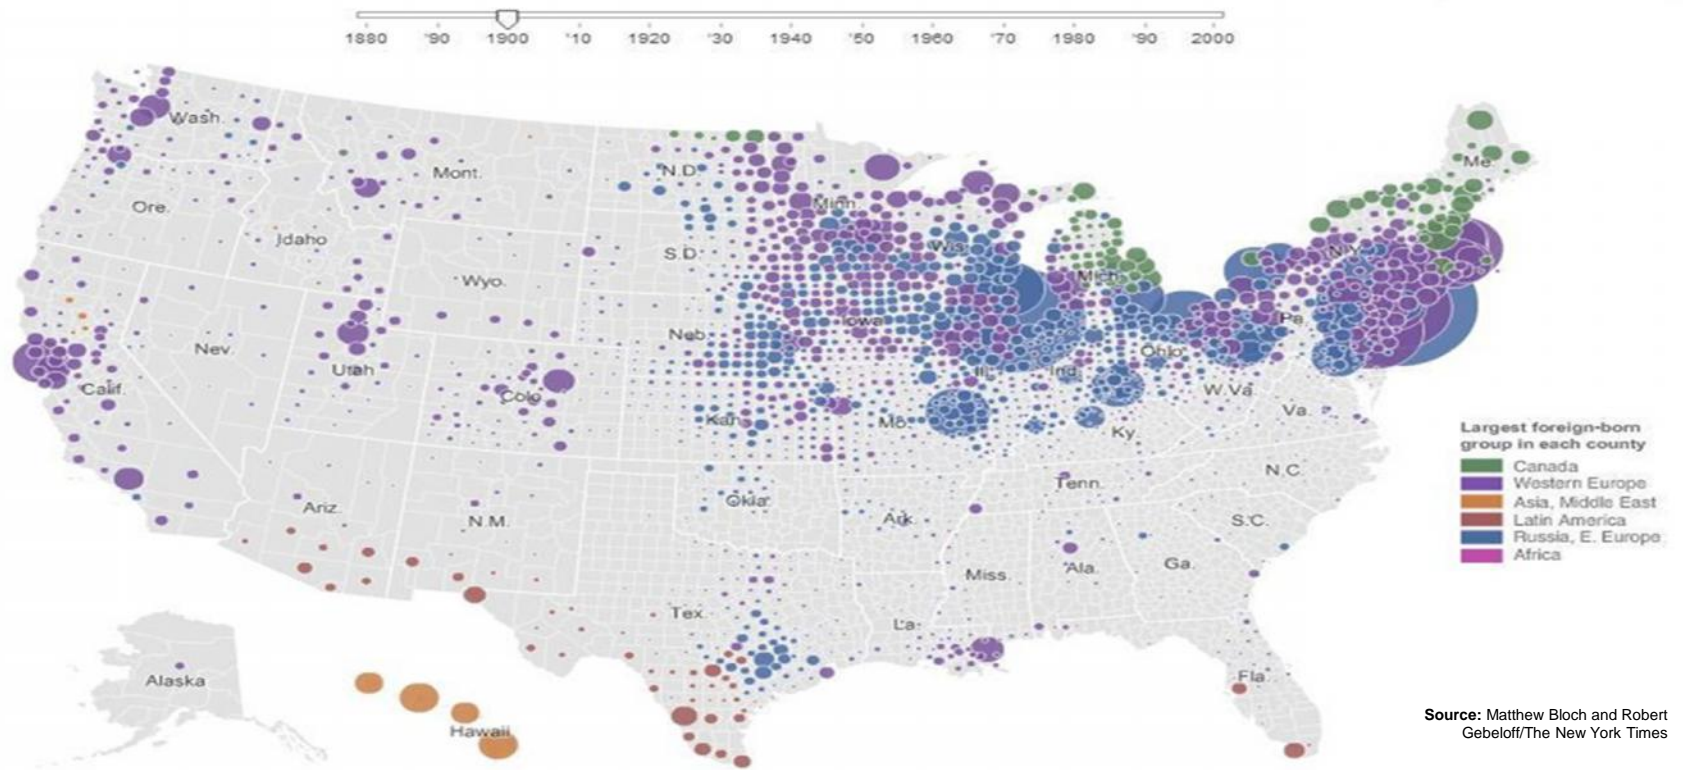 1880 '90 1900 '10 1920 '30 1940 '50 1960 '70 1980 '90 2000
Wash.
Me.
Mont.
N.D.
Minn.
Ore.
Idaho
Wis.
N.Y.
S.D.
Mich.
Wyo.
Iowa
Pa.
Neb.
Nev.
Ohio
Utah
Ill.
Ind.
Calif.
Colo.
W.Va.
Va.
Kan.
Mo.
Ky.
Largest foreign-born
group in each county
Canada
Western Europe
Asia, Middle East
Latin America
Russia, E. Europe
Africa
N.C.
Tenn.
Okla.
Ariz.
N.M.
Ark.
S.C.
Miss.
Ala.
Ga.
Tex.
La.
Alaska
Fla.
Hawaii
Source: Matthew Bloch and Robert
Gebeloff/The New York Times